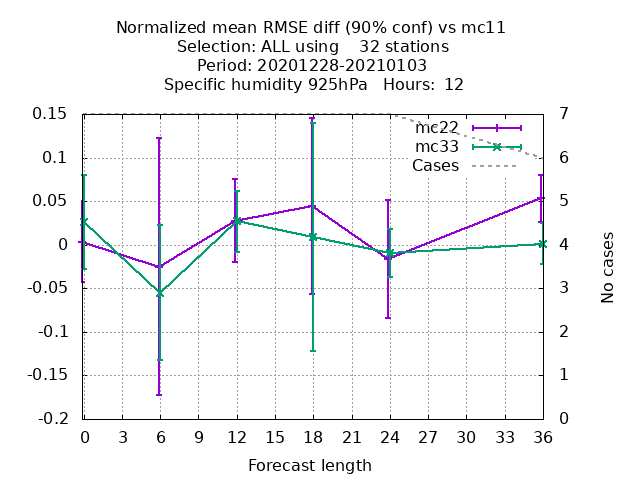 Normalized mean RMSE diff (90% conf) vs mc11
Selection: ALL using    32 stations
Period: 20201228-20210103
Specific humidity 925hPa   Hours:  12
0.15
0.1
0.05
0
-0.05
-0.1
-0.15
-0.2
mc22
mc33
Cases
7
6
5
4
3
2
1
0
No cases
0 3 6 9 12 15 18 21 24 27 30 33 36
Forecast length